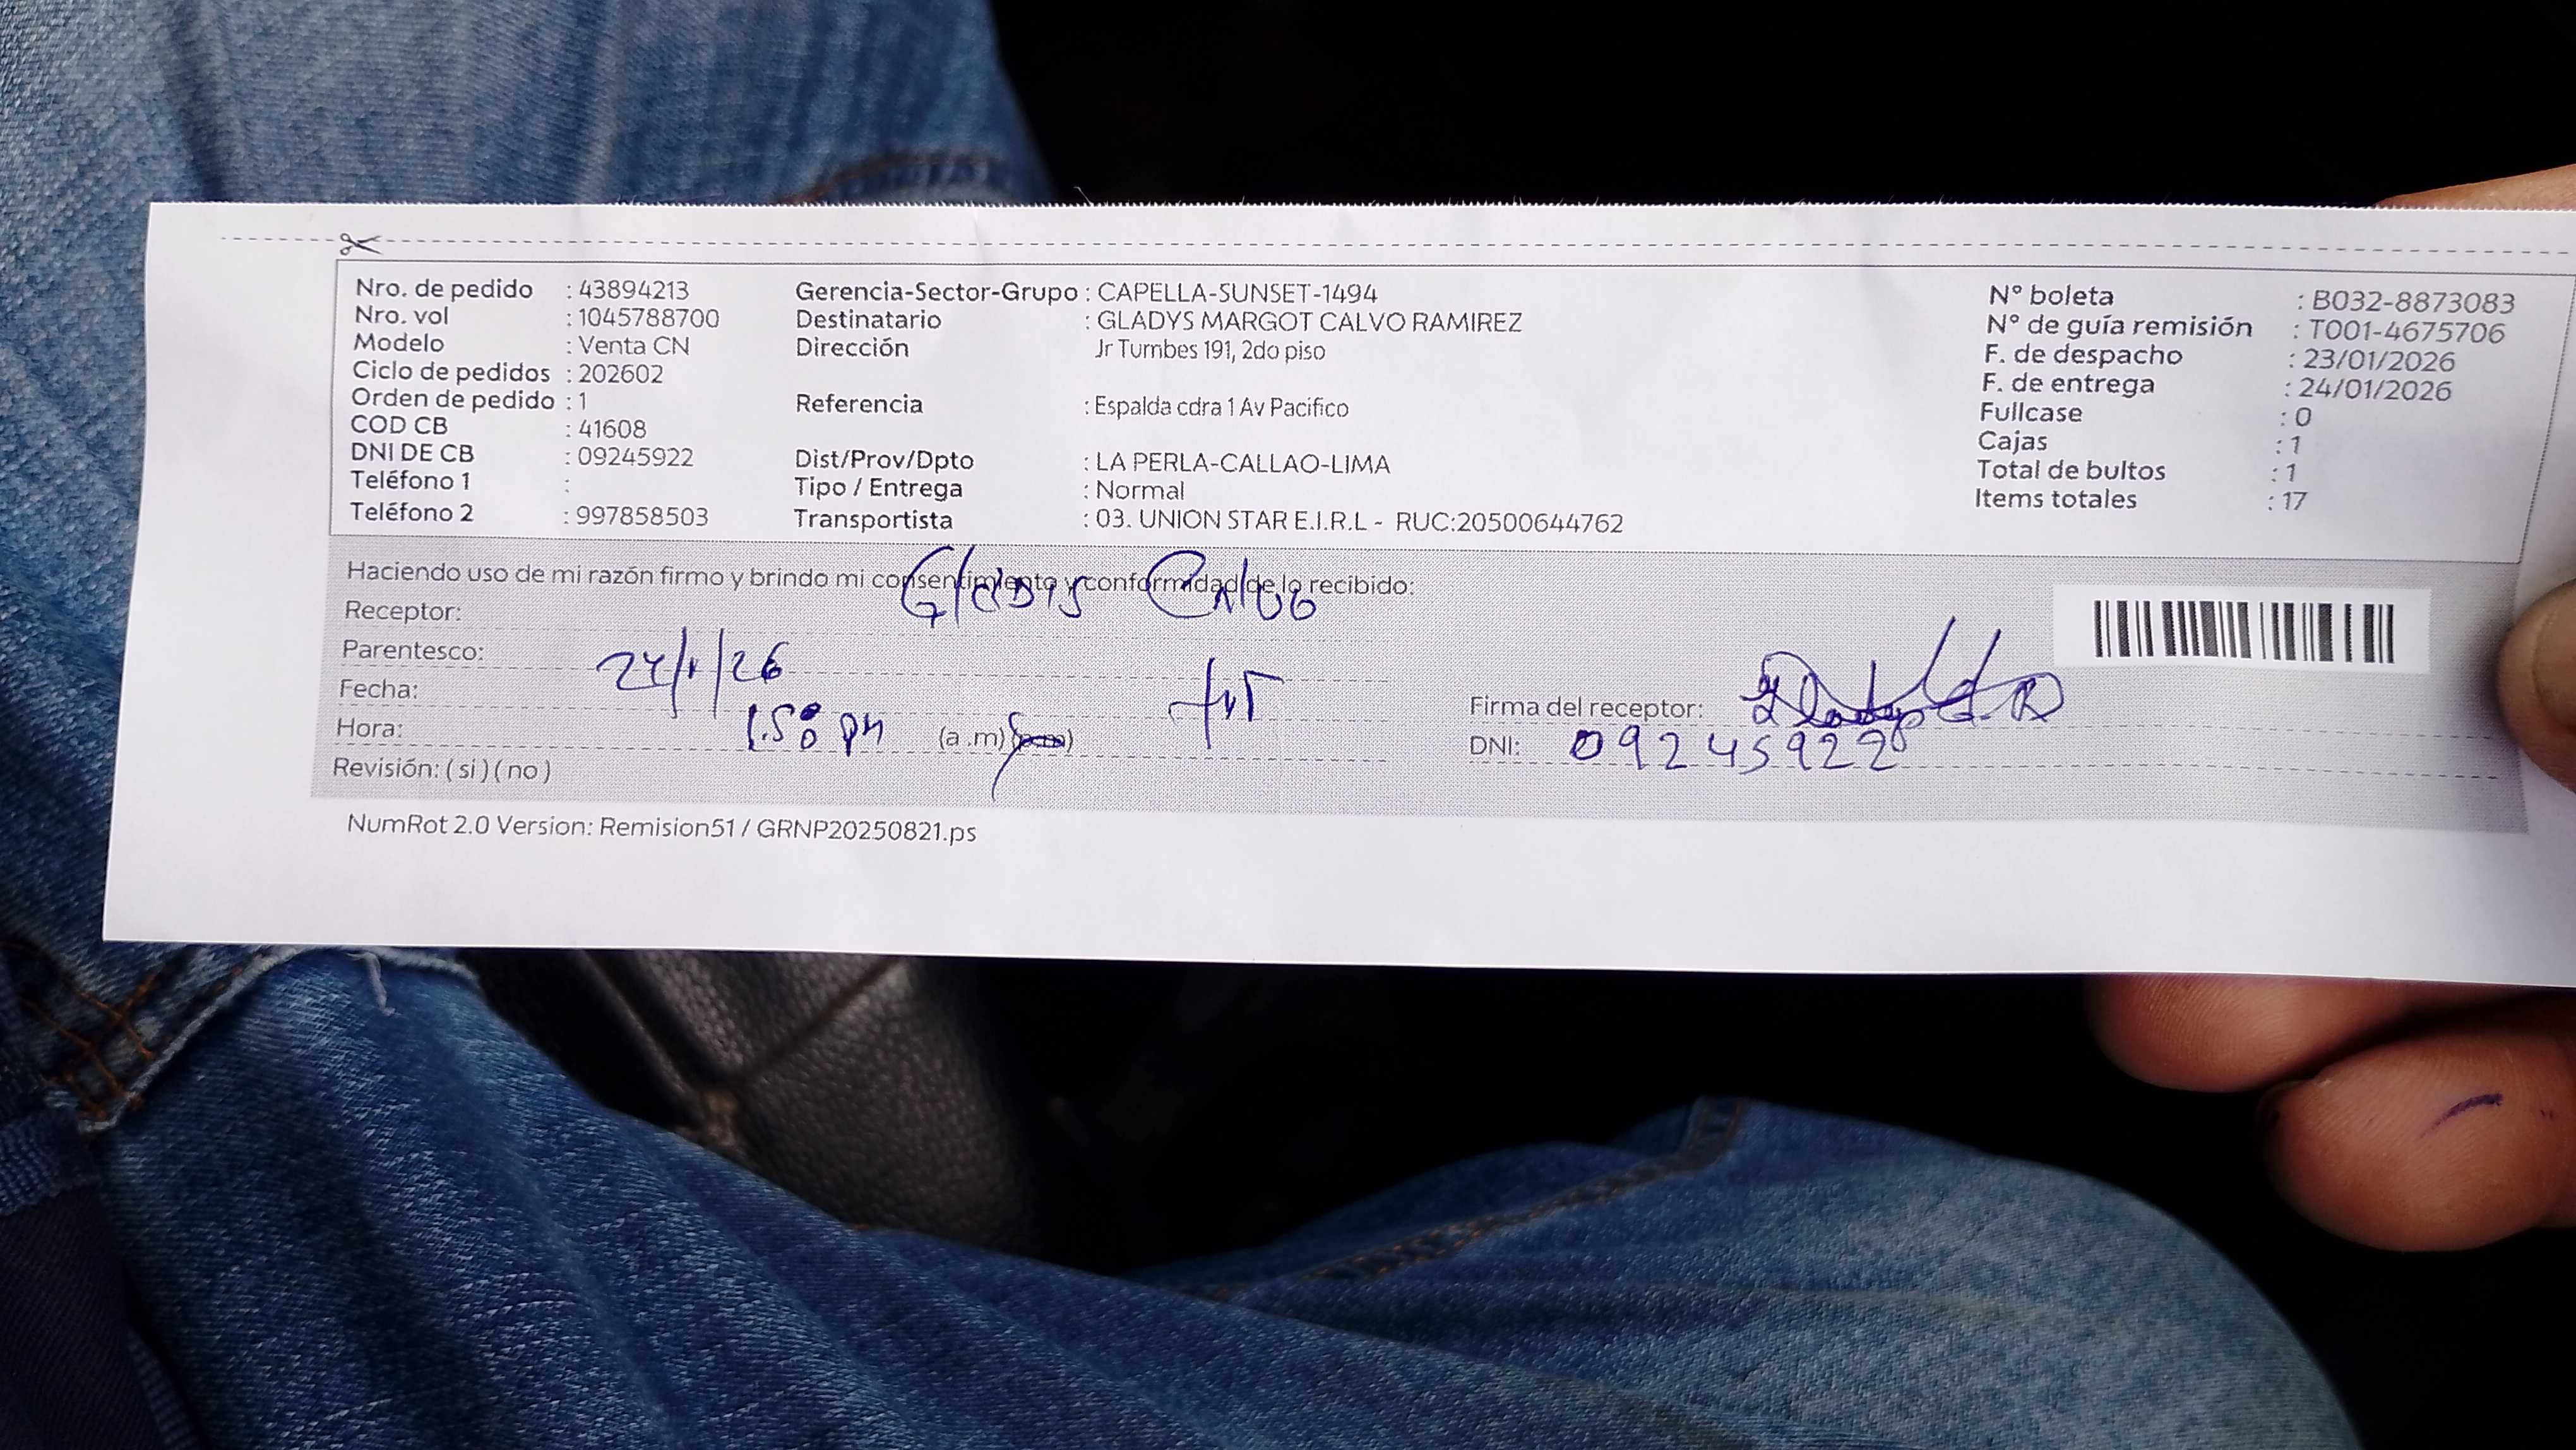 Nro. de pedido : 43894213
Nro. vol : 1045788700
Modelo : Venta CN
Ciclo de pedidos : 202602
Orden de pedido : 1
COD CB : 41608
DNI DE CB : 09245922
Teléfono 1 :
Teléfono 2 : 997858503
Gerencia-Sector-Grupo : CAPELLA-SUNSET-1494
Destinatario : GLADYS MARGOT CALVO RAMIREZ
Dirección Jr Tumbes 191, 2do piso
Referencia : Espalda cdra 1 Av Pacifico
Dist/Prov/Dpto : LA PERLA-CALLAO-LIMA
Tipo / Entrega : Normal
Transportista : 03. UNION STAR E.I.R.L - RUC:20500644762
N° boleta : B032-8873083
N° de guía remisión : T001-4675706
F. de despacho : 23/01/2026
F. de entrega : 24/01/2026
Fullcase : 0
Cajas : 1
Total de bultos : 1
Items totales : 17
Haciendo uso de mi razón firmo y brindo mi consentimiento y conformidad de lo recibido:
Receptor: Gladis Calvo
Parentesco:
Fecha: 24/1/26
Hora: 1.50 pm (a .m)
Revisión: ( si ) ( no )
Firma del receptor:
DNI: 09245922
NumRot 2.0 Version: Remision51 / GRNP20250821.ps